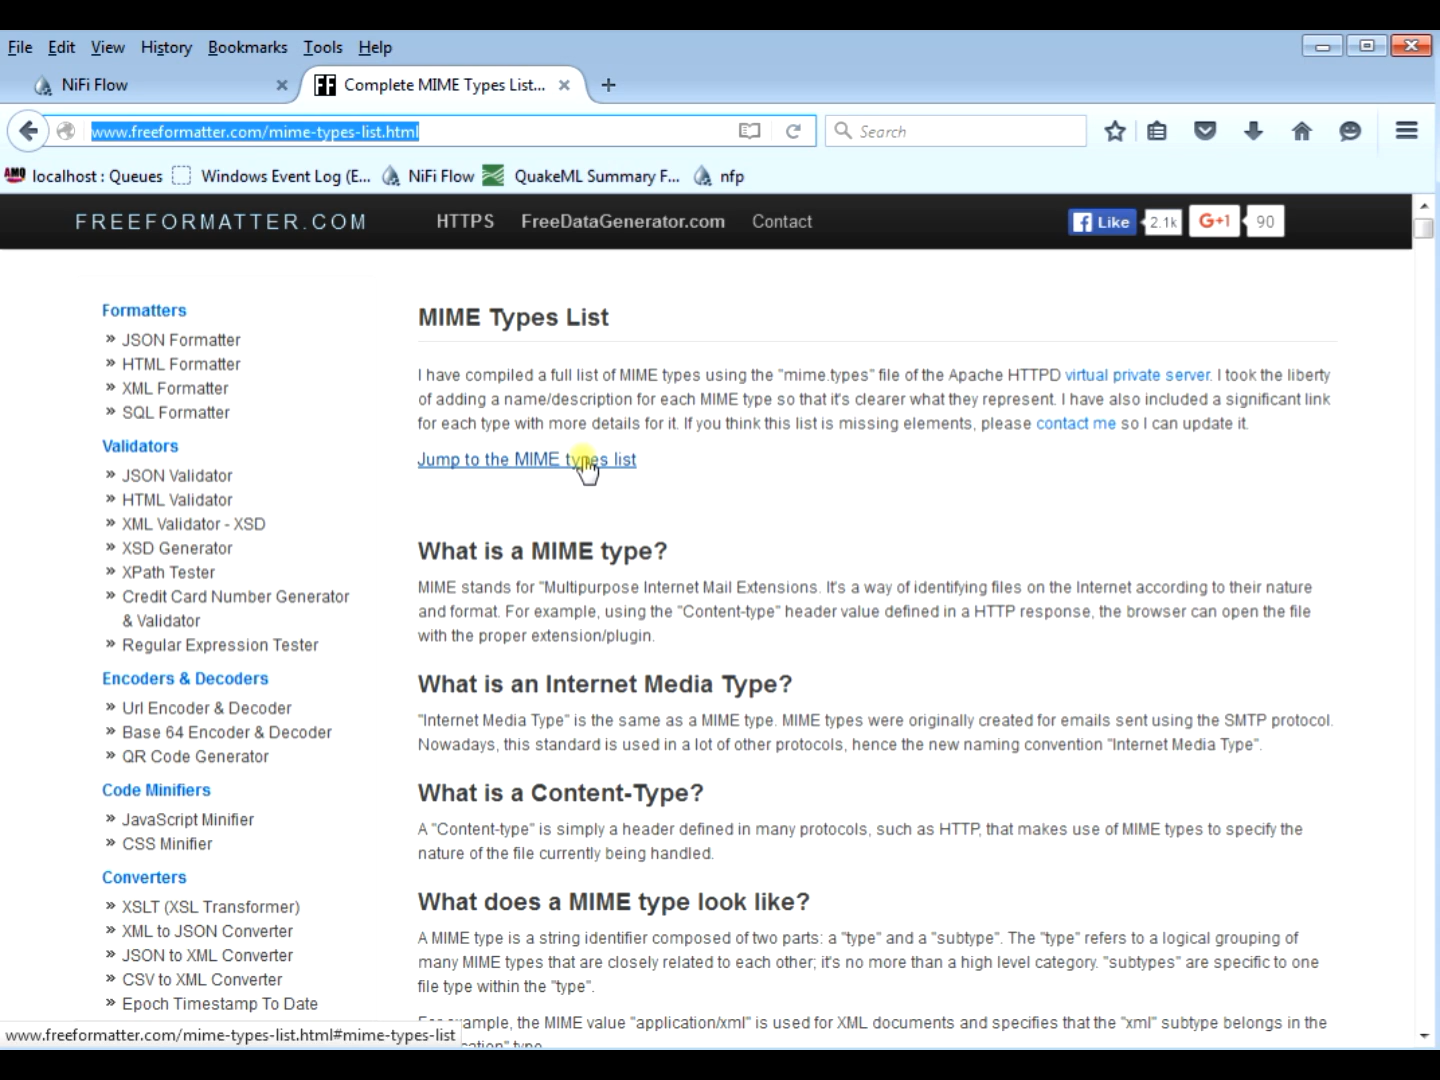 File Edit View History Bookmarks Tools Help
NiFi Flow
Complete MIME Types List...
www.freeformatter.com/mime-types-list.html
Search
localhost : Queues
Windows Event Log (E...
NiFi Flow
QuakeML Summary F...
nfp
FREEFORMATTER.COM
HTTPS
FreeDataGenerator.com
Contact
Like
2.1k
G+1
90
Formatters
» JSON Formatter
» HTML Formatter
» XML Formatter
» SQL Formatter
Validators
» JSON Validator
» HTML Validator
» XML Validator - XSD
» XSD Generator
» XPath Tester
» Credit Card Number Generator
& Validator
» Regular Expression Tester
Encoders & Decoders
» Url Encoder & Decoder
» Base 64 Encoder & Decoder
» QR Code Generator
Code Minifiers
» JavaScript Minifier
» CSS Minifier
Converters
» XSLT (XSL Transformer)
» XML to JSON Converter
» JSON to XML Converter
» CSV to XML Converter
» Epoch Timestamp To Date
MIME Types List
I have compiled a full list of MIME types using the "mime.types" file of the Apache HTTPD virtual private server. I took the liberty
of adding a name/description for each MIME type so that it's clearer what they represent. I have also included a significant link
for each type with more details for it. If you think this list is missing elements, please contact me so I can update it.
Jump to the MIME types list
What is a MIME type?
MIME stands for "Multipurpose Internet Mail Extensions. It's a way of identifying files on the Internet according to their nature
and format. For example, using the "Content-type" header value defined in a HTTP response, the browser can open the file
with the proper extension/plugin.
What is an Internet Media Type?
"Internet Media Type" is the same as a MIME type. MIME types were originally created for emails sent using the SMTP protocol.
Nowadays, this standard is used in a lot of other protocols, hence the new naming convention "Internet Media Type".
What is a Content-Type?
A "Content-type" is simply a header defined in many protocols, such as HTTP, that makes use of MIME types to specify the
nature of the file currently being handled.
What does a MIME type look like?
A MIME type is a string identifier composed of two parts: a "type" and a "subtype". The "type" refers to a logical grouping of
many MIME types that are closely related to each other; it's no more than a high level category. "subtypes" are specific to one
file type within the "type".
the MIME value "application/xml" is used for XML documents and specifies that the "xml" subtype belongs in the
type.
www.freeformatter.com/mime-types-list.html#mime-types-list